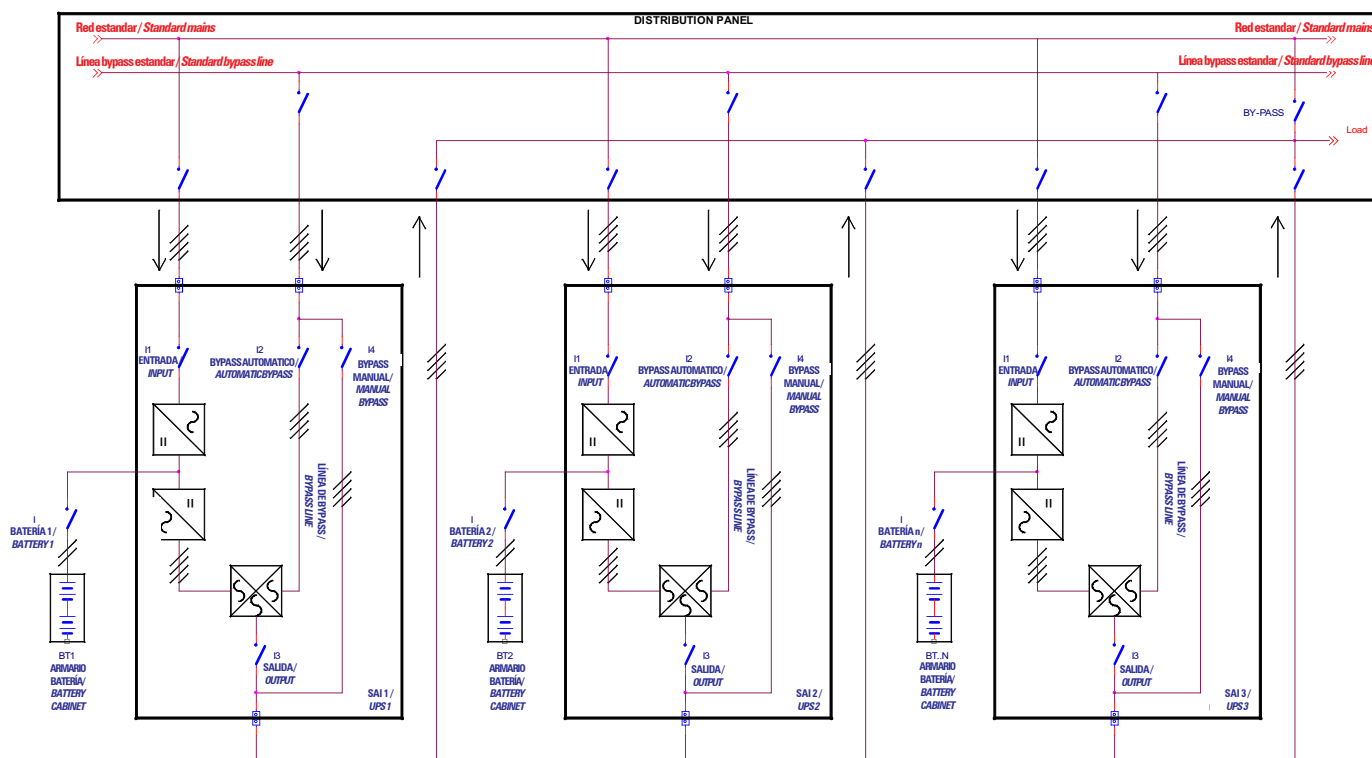 DISTRIBUTION PANEL
Red estandar / Standard mains
Red estandar / Standard mains
Línea bypass estandar / Standard bypass line
Línea bypass estandar / Standard bypass line
BY-PASS
Load
I1
ENTRADA
INPUT
I2
BYPASS AUTOMATICO/
AUTOMATIC BYPASS
I4
BYPASS
MANUAL/
MANUAL
BYPASS
LÍNEA DE BYPASS /
BYPASS LINE
I
BATERÍA 1/
BATTERY 1
BT1
ARMARIO
BATERÍA/
BATTERY
CABINET
I3
SALIDA/
OUTPUT
SAI 1 /
UPS 1
I1
ENTRADA
INPUT
I2
BYPASS AUTOMATICO/
AUTOMATIC BYPASS
I4
BYPASS
MANUAL/
MANUAL
BYPASS
LÍNEA DE BYPASS /
BYPASS LINE
I
BATERÍA 2/
BATTERY 2
BT2
ARMARIO
BATERÍA/
BATTERY
CABINET
I3
SALIDA/
OUTPUT
SAI 2 /
UPS 2
I1
ENTRADA
INPUT
I2
BYPASS AUTOMATICO/
AUTOMATIC BYPASS
I4
BYPASS
MANUAL/
MANUAL
BYPASS
LÍNEA DE BYPASS /
BYPASS LINE
I
BATERÍA n/
BATTERY n
BT..N
ARMARIO
BATERÍA/
BATTERY
CABINET
I3
SALIDA/
OUTPUT
SAI 3 /
UPS 3